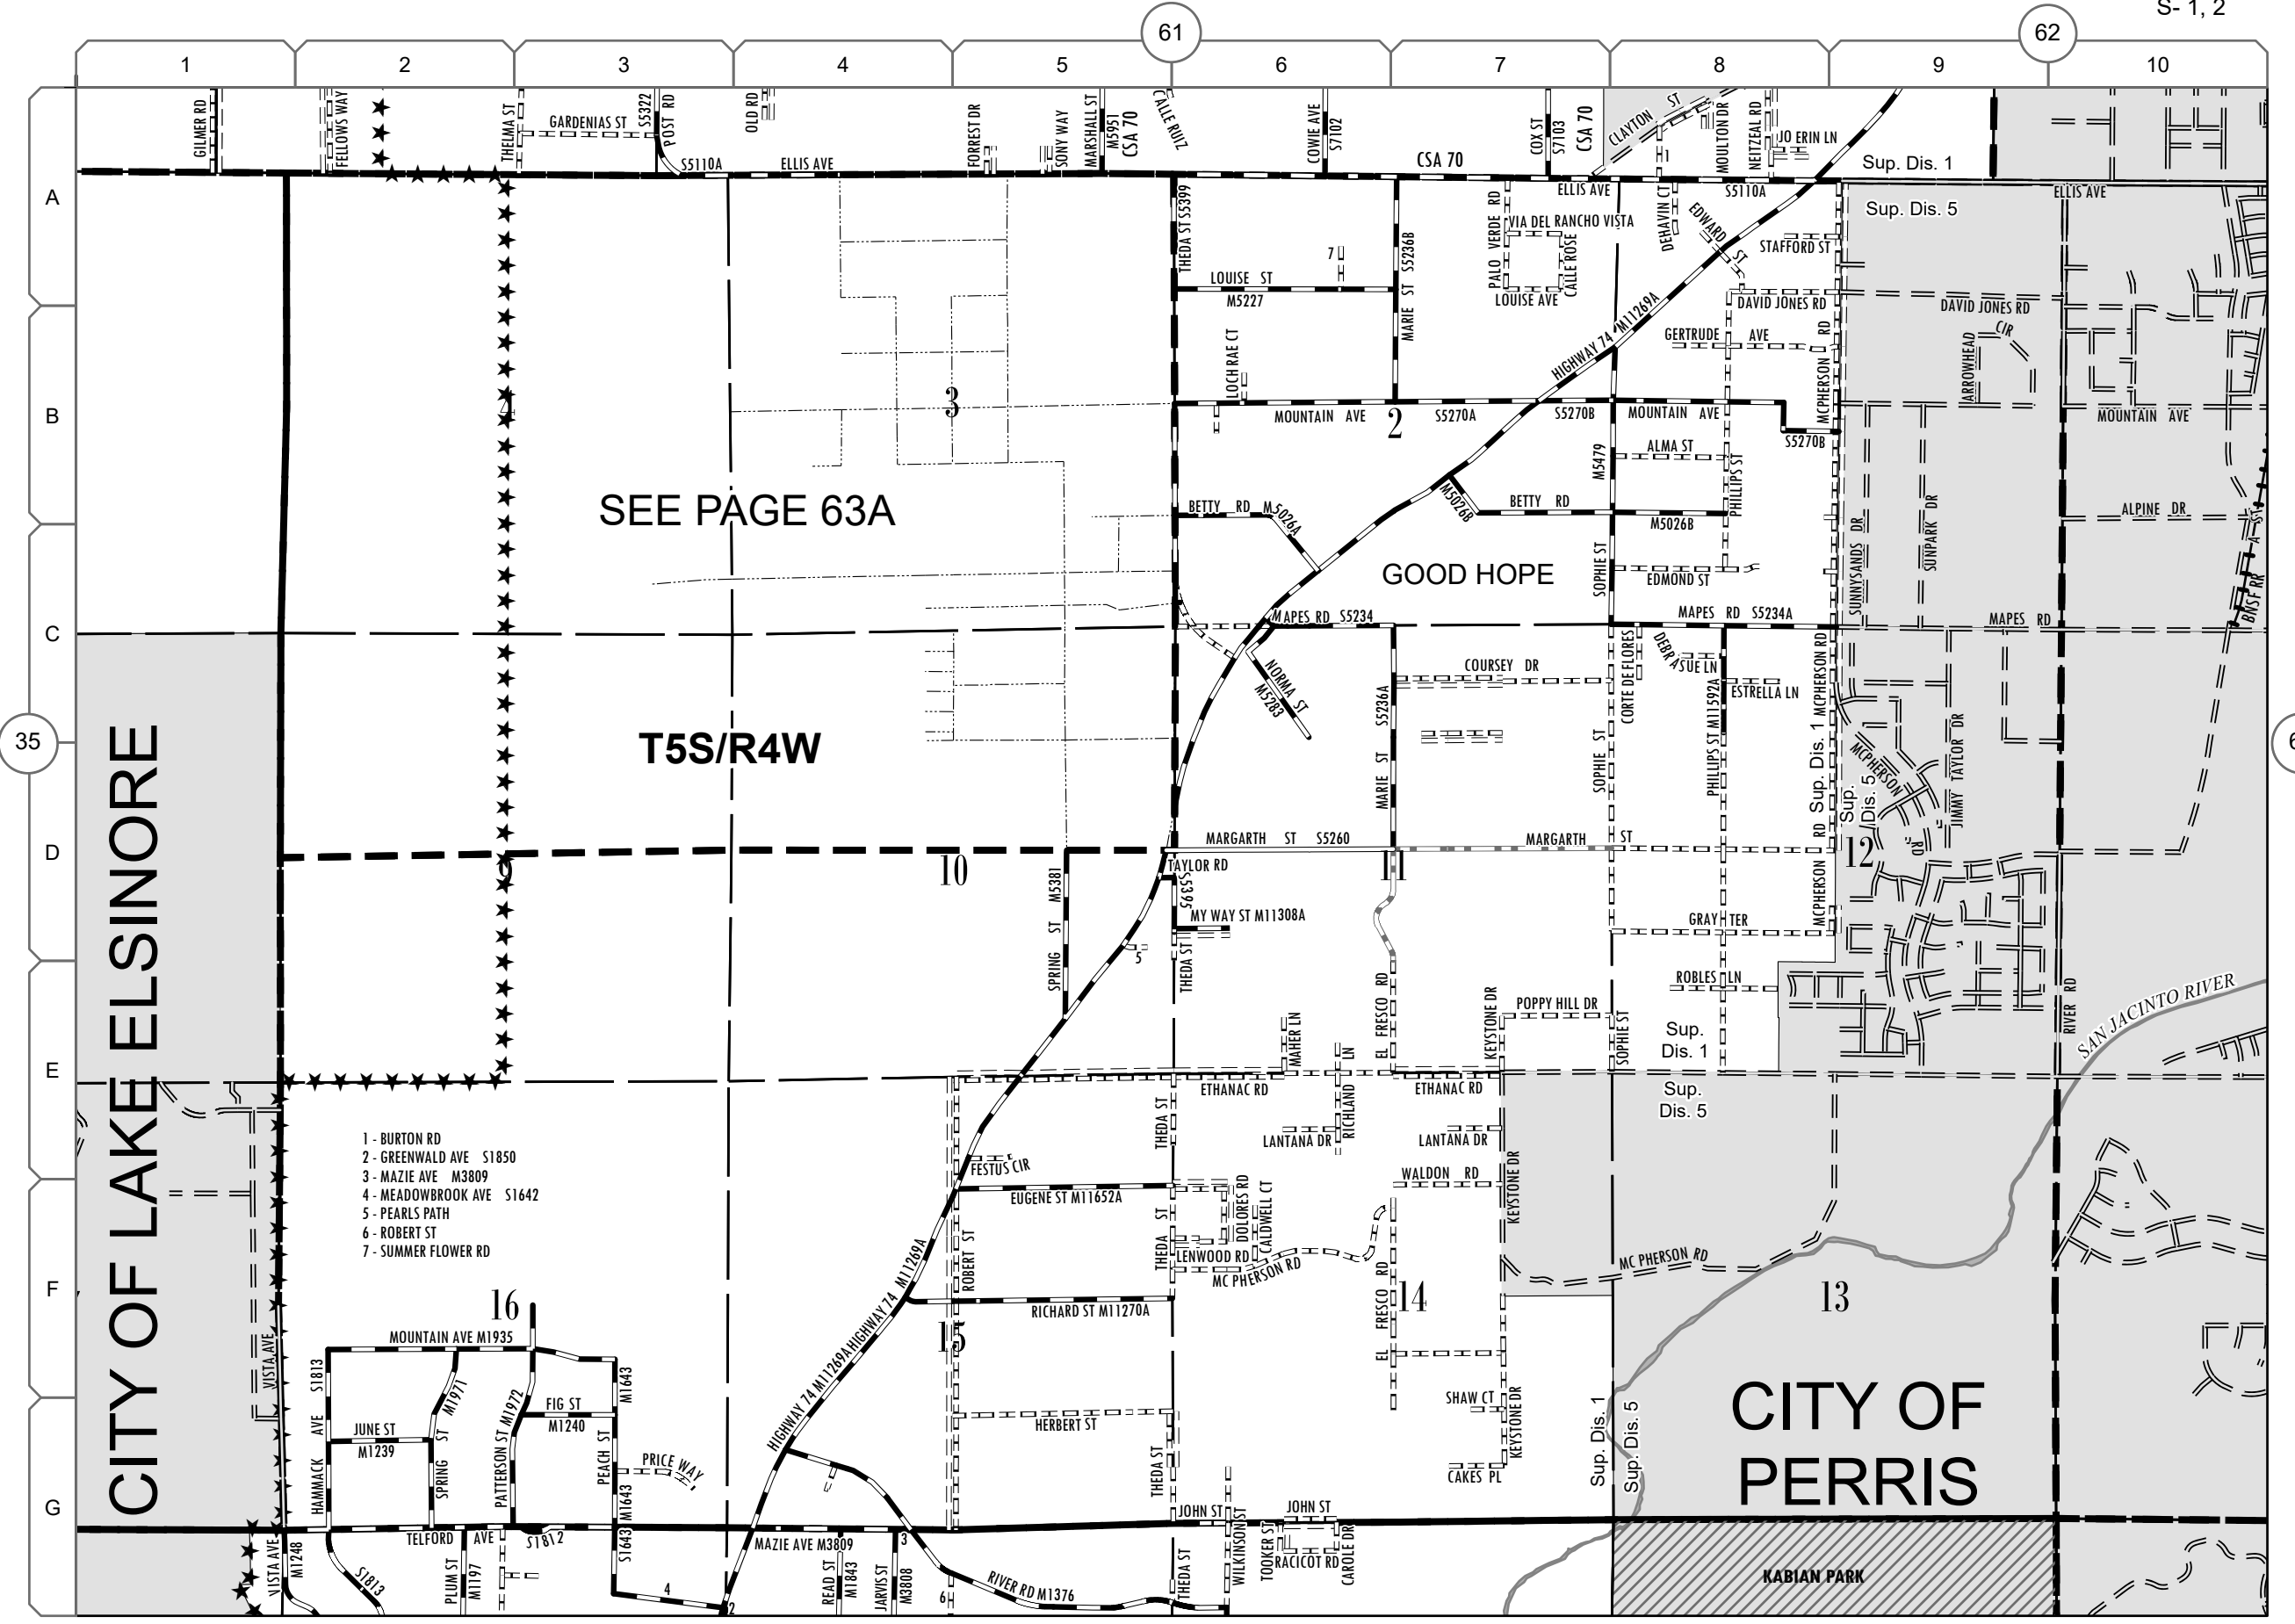 S- 1, 2
61
62
1 2 3 4 5 6 7 8 9 10
GILMER RD
FELLOWS WAY
THELMA ST
GARDENIAS ST
S5322
POST RD
OLD RD
FORREST DR
SONY WAY
MARSHALL ST
M5951
CSA 70
CALLE RUIZ
COWIE AVE
S7102
CSA 70
COX ST
S7103
CSA 70
CLAYTON ST
1
MOULTON DR
NEITZEAL RD
JO ERIN LN
Sup. Dis. 1
S5110A
ELLIS AVE
ELLIS AVE
S5110A
ELLIS AVE
Sup. Dis. 5
A
THEDA ST S5399
LOUISE ST
M5227
7
MARIE ST S5236B
PALO VERDE RD
VIA DEL RANCHO VISTA
CALLE ROSE
LOUISE AVE
DEHAVIN CT
EDWARD ST
STAFFORD ST
DAVID JONES RD
DAVID JONES RD
HIGHWAY 74 M11269A
GERTRUDE AVE
MCPHERSON RD
ARROWHEAD CIR
B
4
3
LOCH RAE CT
MOUNTAIN AVE
2
S5270A
S5270B
MOUNTAIN AVE
S5270B
MOUNTAIN AVE
M5479
ALMA ST
PHILLIPS ST
SEE PAGE 63A
BETTY RD M5026A
M5026B
BETTY RD
M5026B
SUNNYSANDS DR
SUNPARK DR
ALPINE DR
A
BNSF RR
GOOD HOPE
SOPHIE ST
EDMOND ST
C
MAPES RD S5234
MAPES RD S5234A
MAPES RD
NORMA ST
M5283
COURSEY DR
CORTE DE FLORES
DEBRA SUE LN
ESTRELLA LN
MCPHERSON RD
PHILLIPS ST M11592A
35
6
CITY OF LAKE ELSINORE
T5S/R4W
MARIE ST S5236A
SOPHIE ST
Sup. Dis. 1
Sup. Dis. 5
MCPHERSON RD
JIMMY TAYLOR DR
D
9
10
MARGARTH ST S5260
11
MARGARTH ST
RD
12
TAYLOR RD
S5395
MY WAY ST M11308A
M5381
SPRING ST
5
THEDA ST
GRAY TER
MCPHERSON
ROBLES LN
EL FRESCO RD
KEYSTONE DR
POPPY HILL DR
SOPHIE ST
Sup. Dis. 1
RIVER RD
SAN JACINTO RIVER
E
MAHER LN
RICHLAND LN
ETHANAC RD
ETHANAC RD
Sup. Dis. 5
THEDA ST
LANTANA DR
LANTANA DR
1 - BURTON RD
2 - GREENWALD AVE S1850
3 - MAZIE AVE M3809
4 - MEADOWBROOK AVE S1642
5 - PEARLS PATH
6 - ROBERT ST
7 - SUMMER FLOWER RD
FESTUS CIR
EUGENE ST M11652A
WALDON RD
KEYSTONE DR
DOLORES RD
CALDWELL CT
THEDA ST
LENWOOD RD
MC PHERSON RD
MC PHERSON RD
F
ROBERT ST
HIGHWAY 74 M11269A
RICHARD ST M11270A
EL FRESCO RD
14
13
16
15
VISTA AVE
MOUNTAIN AVE M1935
S1813
M1971
M1972
M1643
HIGHWAY 74 M11269A
HAMMACK AVE
JUNE ST
M1239
SPRING ST
PATTERSON ST
FIG ST
M1240
PEACH ST
M1643
PRICE WAY
HERBERT ST
THEDA ST
SHAW CT
KEYSTONE DR
CAKES PL
Sup. Dis. 1
Sup. Dis. 5
CITY OF
PERRIS
G
TELFORD AVE
S1812
S1643
MAZIE AVE M3809
3
JOHN ST
JOHN ST
VISTA AVE
M1248
S1813
PLUM ST
M1197
4
2
READ ST
M1843
JARVIS ST
M3808
6
RIVER RD M1376
THEDA ST
WILKINSON ST
TOOKER ST
RACICOT RD
CAROLE DR
KABIAN PARK